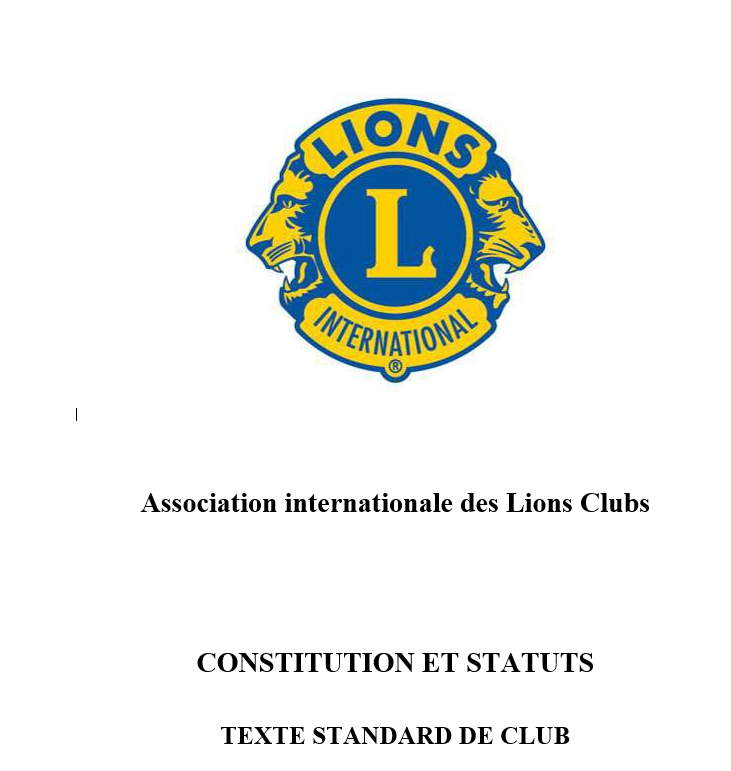 LIONS
L
INTERNATIONAL
®
Association internationale des Lions Clubs
CONSTITUTION ET STATUTS
TEXTE STANDARD DE CLUB